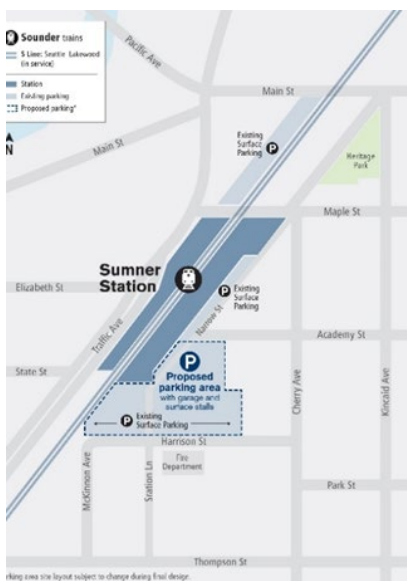 Sounder trains
S Line: Seattle Lakewood
(in service)
Station
Existing parking
Proposed parking*
N
Pacific Ave
Main St
Main St
Existing
Surface
Parking
P
Heritage
Park
Maple St
Sumner
Station
Elizabeth St
Traffic Ave
P
Existing
Surface
Parking
Narrow St
Academy St
State St
P
Proposed
parking area
with garage and
surface stalls
Cherry Ave
Kincaid Ave
P
Existing
Surface Parking
Harrison St
McKinnon Ave
Station Ln
Fire
Department
Park St
Thompson St
rking area site layout subject to change during final design.